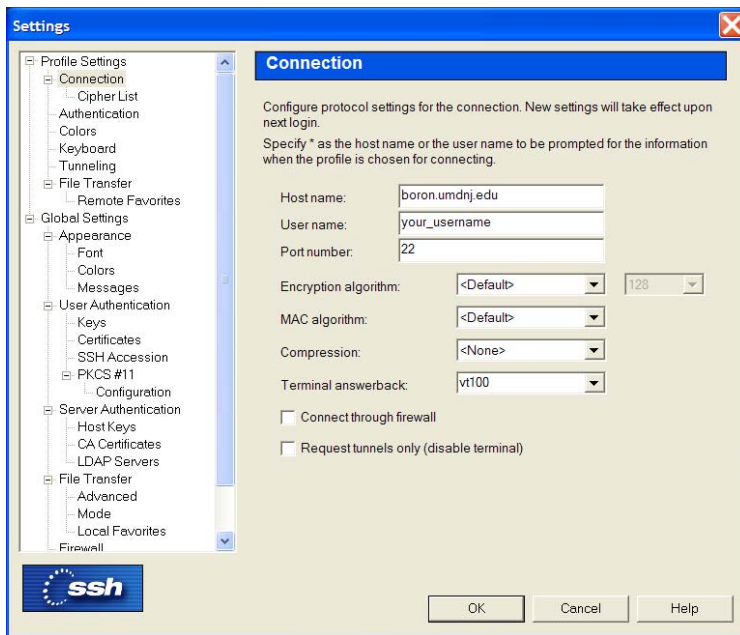 Settings
Profile Settings
Connection
Cipher List
Authentication
Colors
Keyboard
Tunneling
File Transfer
Remote Favorites
Global Settings
Appearance
Font
Colors
Messages
User Authentication
Keys
Certificates
SSH Accession
PKCS #11
Configuration
Server Authentication
Host Keys
CA Certificates
LDAP Servers
File Transfer
Advanced
Mode
Local Favorites
Firewall
ssh
Connection
Configure protocol settings for the connection. New settings will take effect upon
next login.
Specify * as the host name or the user name to be prompted for the information
when the profile is chosen for connecting.
Host name: boron.umdnj.edu
User name: your_username
Port number: 22
Encryption algorithm: <Default> 128
MAC algorithm: <Default>
Compression: <None>
Terminal answerback: vt100
Connect through firewall
Request tunnels only (disable terminal)
OK Cancel Help